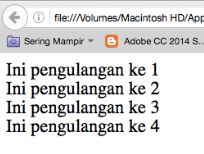 file:///Volumes/Macintosh HD/App
Sering Mampir
Adobe CC 2014 S...
Ini pengulangan ke 1
Ini pengulangan ke 2
Ini pengulangan ke 3
Ini pengulangan ke 4